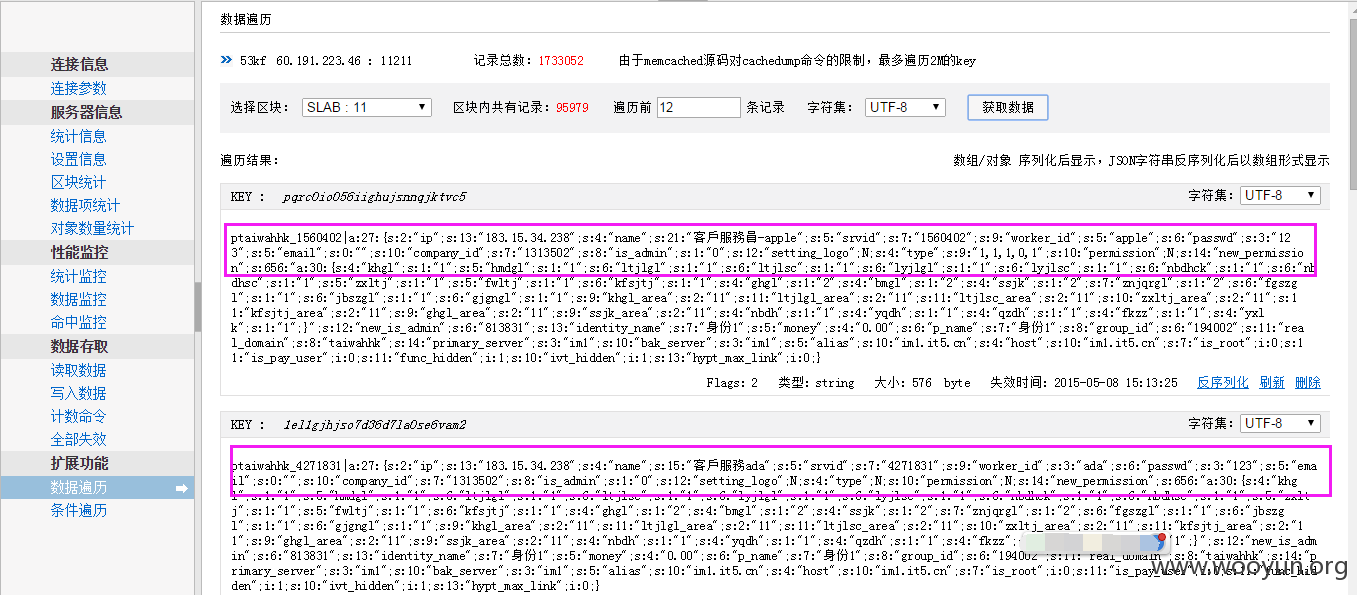 数据遍历
连接信息
连接参数
服务器信息
统计信息
设置信息
区块统计
数据项统计
对象数量统计
性能监控
统计监控
数据监控
命中监控
数据存取
读取数据
写入数据
计数命令
全部失效
扩展功能
数据遍历
条件遍历
53kf 60.191.223.46 : 11211 记录总数：1733052 由于memcached源码对cachedump命令的限制，最多遍历2M的key
选择区块： SLAB : 11 区块内共有记录：95979 遍历前 12 条记录 字符集： UTF-8 获取数据
遍历结果： 数组/对象 序列化后显示，JSON字符串反序列化后以数组形式显示
KEY ： pqrc0io056iighujsnnqjktvc5 字符集： UTF-8
ptaiwahhk_1560402|a:27:{s:2:"ip";s:13:"183.15.34.238";s:4:"name";s:21:"客戶服務員-apple";s:5:"srvid";s:7:"1560402";s:9:"worker_id";s:5:"apple";s:6:"passwd";s:3:"12
3";s:5:"email";s:0:"";s:10:"company_id";s:7:"1313502";s:8:"is_admin";s:1:"0";s:12:"setting_logo";N;s:4:"type";s:9:"1,1,1,0,1";s:10:"permission";N;s:14:"new_permissio
n";s:656:"a:30:{s:4:"khgl";s:1:"1";s:5:"hmdgl";s:1:"1";s:6:"ltjlgl";s:1:"1";s:6:"ltjlsc";s:1:"1";s:6:"lyjlgl";s:1:"1";s:6:"lyjlsc";s:1:"1";s:6:"nbdhck";s:1:"1";s:6:"nb
dhsc";s:1:"1";s:5:"zxltj";s:1:"1";s:5:"fwltj";s:1:"1";s:6:"kfsjtj";s:1:"1";s:4:"ghgl";s:1:"2";s:4:"bmgl";s:1:"2";s:4:"ssjk";s:1:"2";s:7:"znjqrgl";s:1:"2";s:6:"fgszg
l";s:1:"1";s:6:"jbszgl";s:1:"1";s:6:"gjgngl";s:1:"1";s:9:"khgl_area";s:2:"11";s:11:"ltjlgl_area";s:2:"11";s:11:"ltjlsc_area";s:2:"11";s:10:"zxltj_area";s:2:"11";s:1
1:"kfsjtj_area";s:2:"11";s:9:"ghgl_area";s:2:"11";s:9:"ssjk_area";s:2:"11";s:4:"nbdh";s:1:"1";s:4:"yqdh";s:1:"1";s:4:"qzdh";s:1:"1";s:4:"fkzz";s:1:"1";s:4:"yxl
k";s:1:"1";}";s:12:"new_is_admin";s:6:"813831";s:13:"identity_name";s:7:"身份1";s:5:"money";s:4:"0.00";s:6:"p_name";s:7:"身份1";s:8:"group_id";s:6:"194002";s:11:"rea
l_domain";s:8:"taiwahhk";s:14:"primary_server";s:3:"im1";s:10:"bak_server";s:3:"im1";s:5:"alias";s:10:"im1.it5.cn";s:4:"host";s:10:"im1.it5.cn";s:7:"is_root";i:0;s:1
1:"is_pay_user";i:0;s:11:"func_hidden";i:1;s:10:"ivt_hidden";i:1;s:13:"hypt_max_link";i:0;}
Flags：2 类型：string 大小：576 byte 失效时间：2015-05-08 15:13:25 反序列化 刷新 删除
KEY ： 1el1gjhjso7d36d7la0se6vam2 字符集： UTF-8
ptaiwahhk_4271831|a:27:{s:2:"ip";s:13:"183.15.34.238";s:4:"name";s:15:"客戶服務ada";s:5:"srvid";s:7:"4271831";s:9:"worker_id";s:3:"ada";s:6:"passwd";s:3:"123";s:5:"ema
il";s:0:"";s:10:"company_id";s:7:"1313502";s:8:"is_admin";s:1:"0";s:12:"setting_logo";N;s:4:"type";N;s:10:"permission";N;s:14:"new_permission";s:656:"a:30:{s:4:"khg
l";s:1:"1";s:5:"hmdgl";s:1:"1";s:6:"ltjlgl";s:1:"1";s:6:"ltjlsc";s:1:"1";s:6:"lyjlgl";s:1:"1";s:6:"lyjlsc";s:1:"1";s:6:"nbdhck";s:1:"1";s:6:"nbdhsc";s:1:"1";s:5:"zxlt
j";s:1:"1";s:5:"fwltj";s:1:"1";s:6:"kfsjtj";s:1:"1";s:4:"ghgl";s:1:"2";s:4:"bmgl";s:1:"2";s:4:"ssjk";s:1:"2";s:7:"znjqrgl";s:1:"2";s:6:"fgszgl";s:1:"1";s:6:"jbszg
l";s:1:"1";s:6:"gjgngl";s:1:"1";s:9:"khgl_area";s:2:"11";s:11:"ltjlgl_area";s:2:"11";s:11:"ltjlsc_area";s:2:"11";s:10:"zxltj_area";s:2:"11";s:11:"kfsjtj_area";s:2:"1
1";s:9:"ghgl_area";s:2:"11";s:9:"ssjk_area";s:2:"11";s:4:"nbdh";s:1:"1";s:4:"yqdh";s:1:"1";s:4:"qzdh";s:1:"1";s:4:"fkzz";s:1:"1";}";s:12:"new_is_adm
in";s:6:"813831";s:13:"identity_name";s:7:"身份1";s:5:"money";s:4:"0.00";s:6:"p_name";s:7:"身份1";s:8:"group_id";s:6:"194002";s:11:"real_domain";s:8:"taiwahhk";s:14:"p
rimary_server";s:3:"im1";s:10:"bak_server";s:3:"im1";s:5:"alias";s:10:"im1.it5.cn";s:4:"host";s:10:"im1.it5.cn";s:7:"is_root";i:0;s:11:"is_pay_user";i:0;s:11:"func_hid
den";i:1;s:10:"ivt_hidden";i:1;s:13:"hypt_max_link";i:0;}
www.wooyun.org